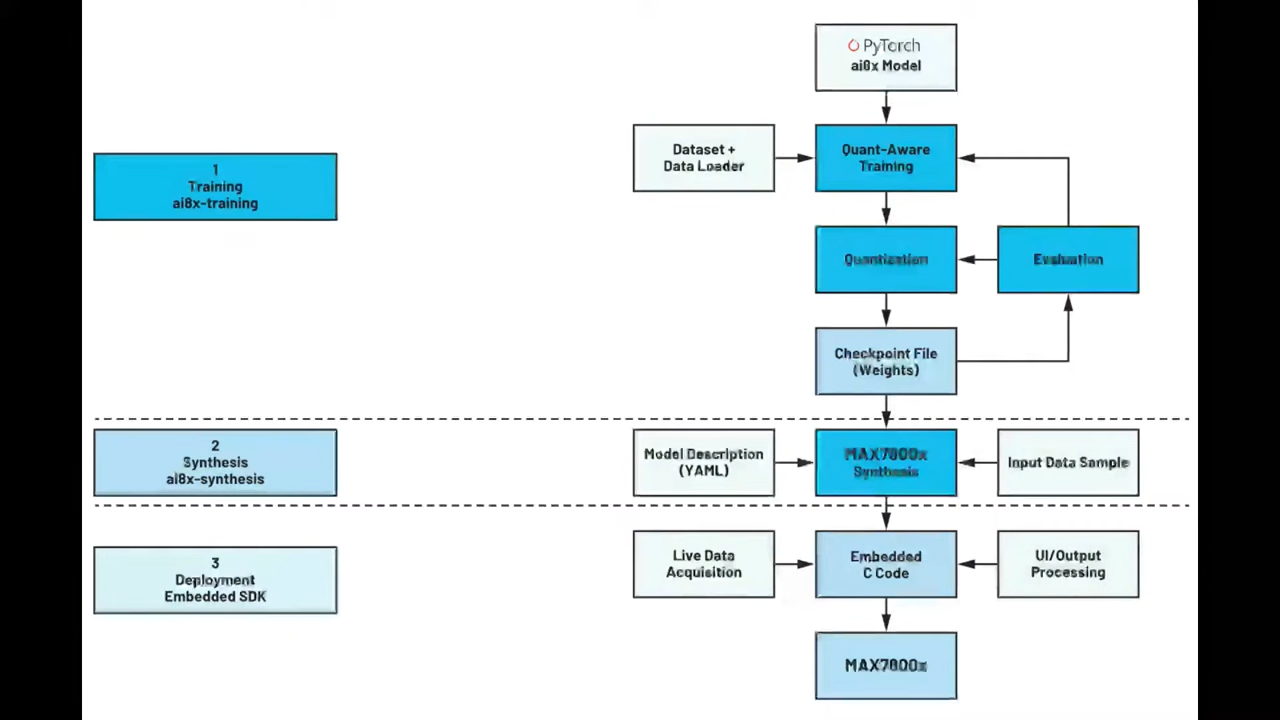 PyTorch
ai8x Model
Dataset +
Data Loader
Quant-Aware
Training
1
Training
ai8x-training
Quantization
Evaluation
Checkpoint File
(Weights)
2
Synthesis
ai8x-synthesis
Model Description
(YAML)
MAX7800x
Synthesis
Input Data Sample
3
Deployment
Embedded SDK
Live Data
Acquisition
Embedded
C Code
UI/Output
Processing
MAX7800x